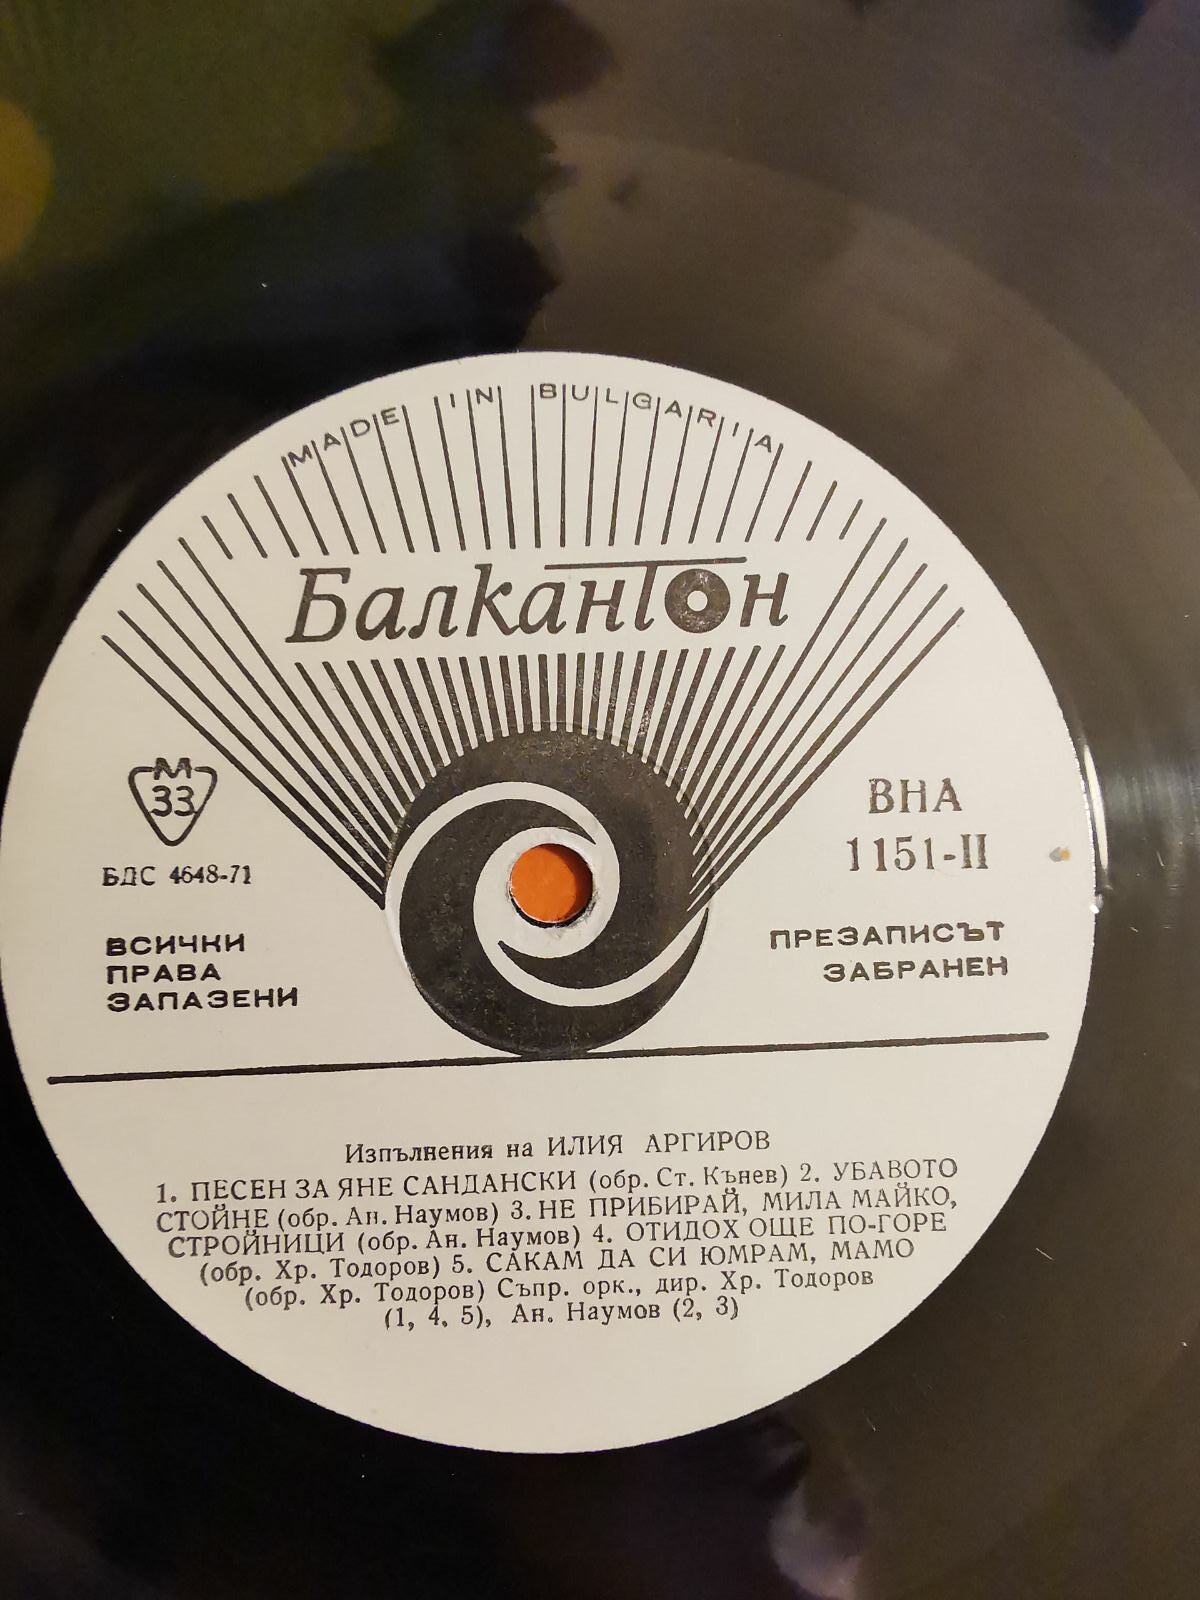 MADE IN BULGARIA
Балкантон
М
33
БДС 4648-71
ВСИЧКИ
ПРАВА
ЗАПАЗЕНИ
ВНА
1151-II
ПРЕЗАПИСЪТ
ЗАБРАНЕН
Изпълнения на ИЛИЯ АРГИРОВ
1. ПЕСЕН ЗА ЯНЕ САНДАНСКИ (обр. Ст. Кънев) 2. УБАВОТО
СТОЙНЕ (обр. Ан. Наумов) 3. НЕ ПРИБИРАЙ, МИЛА МАЙКО,
СТРОЙНИЦИ (обр. Ан. Наумов) 4. ОТИДОХ ОЩЕ ПО-ГОРЕ
(обр. Хр. Тодоров) 5. САКАМ ДА СИ ЮМРАМ, МАМО
(обр. Хр. Тодоров) Съпр. орк., дир. Хр. Тодоров
(1, 4, 5), Ан. Наумов (2, 3)